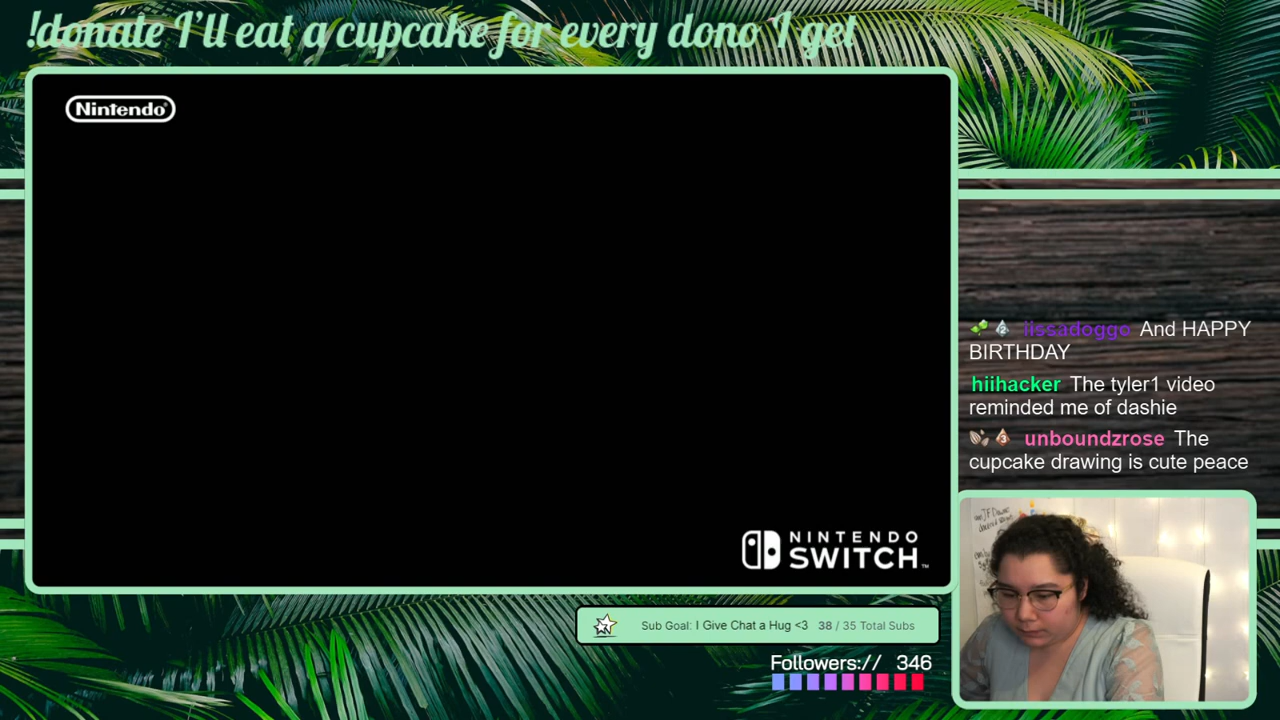 !donate I'll eat a cupcake for every dono I get
Nintendo
NINTENDO
SWITCH
lissadoggo And HAPPY
BIRTHDAY
hiihacker The tyler1 video
reminded me of dashie
unboundzrose The
cupcake drawing is cute peace
Sub Goal: I Give Chat a Hug <3 38 / 35 Total Subs
Followers:// 346